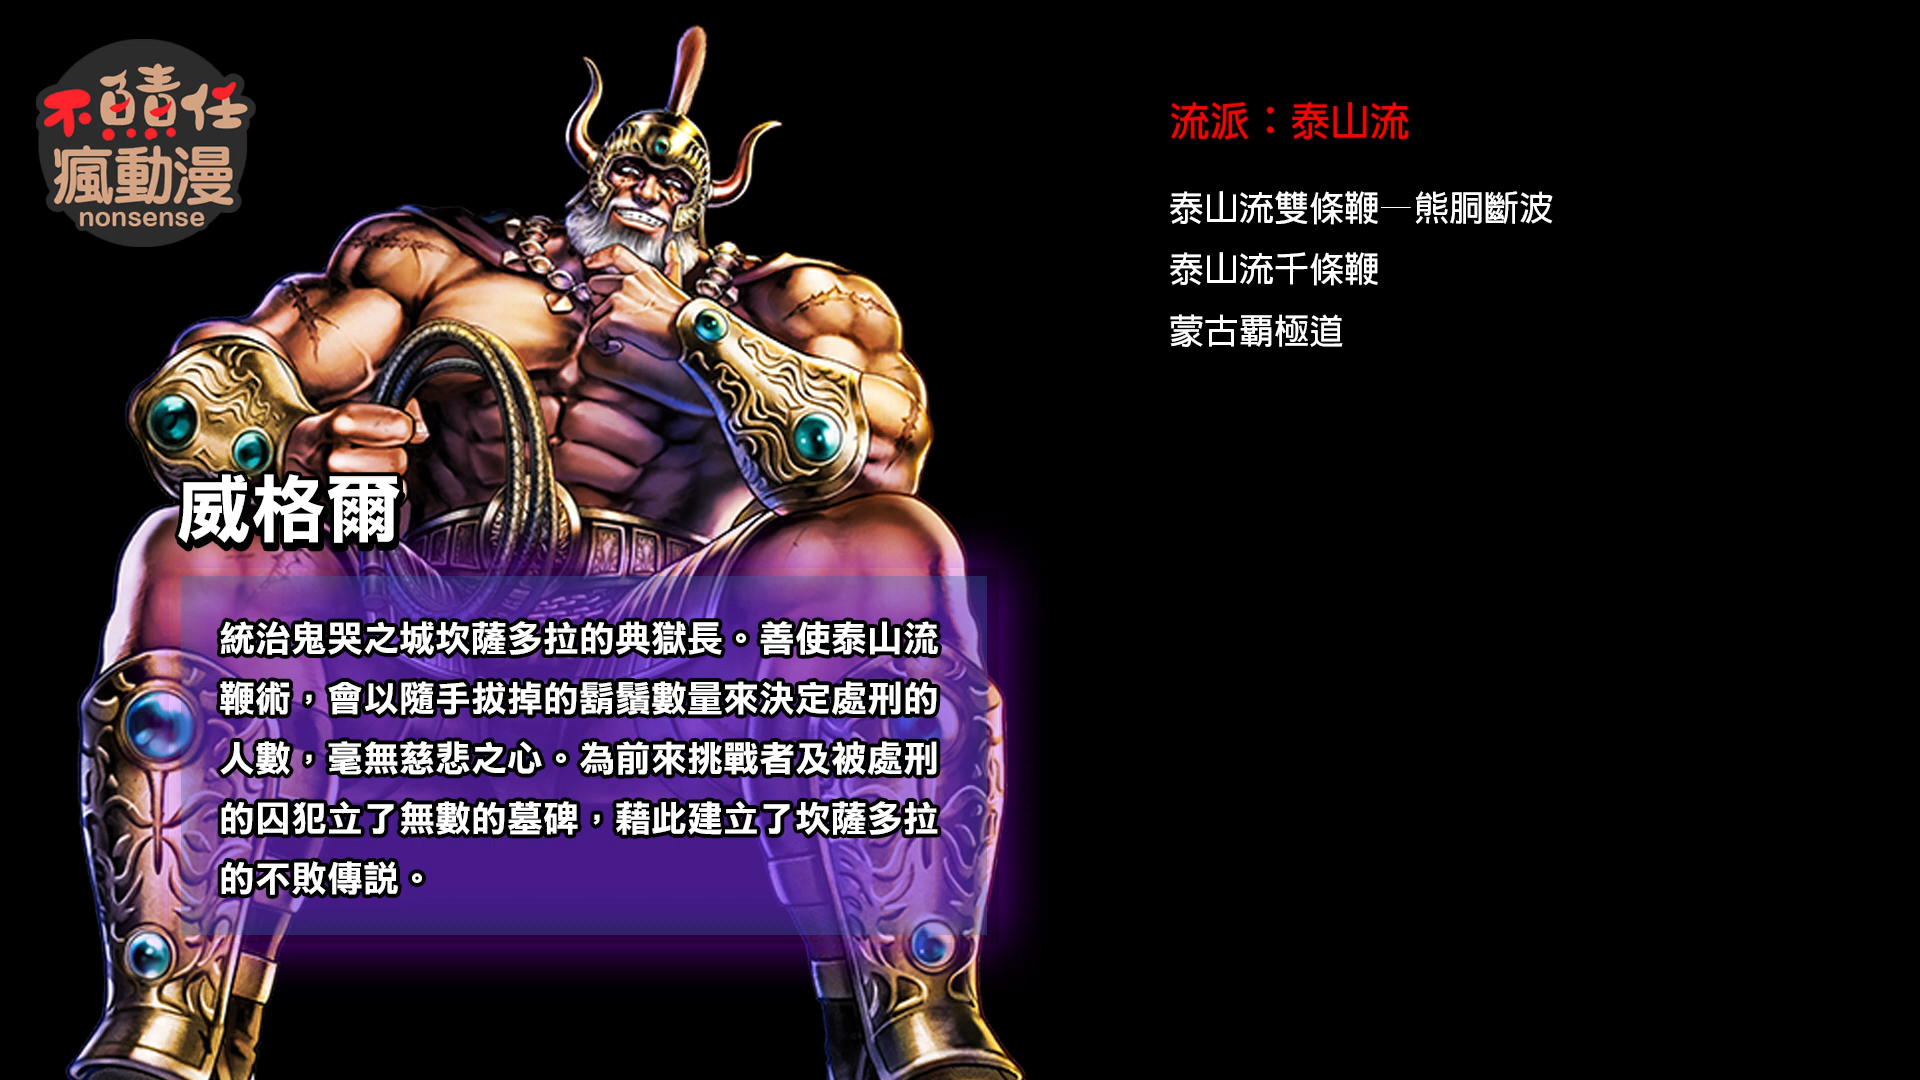 不負責任
瘋動漫
nonsense
流派：泰山流
泰山流雙條鞭—熊胴斷波
泰山流千條鞭
蒙古覇極道
威格爾
統治鬼哭之城坎薩多拉的典獄長。善使泰山流
鞭術，會以隨手拔掉的鬍鬚數量來決定處刑的
人數，毫無慈悲之心。為前來挑戰者及被處刑
的囚犯立了無數的墓碑，藉此建立了坎薩多拉
的不敗傳説。